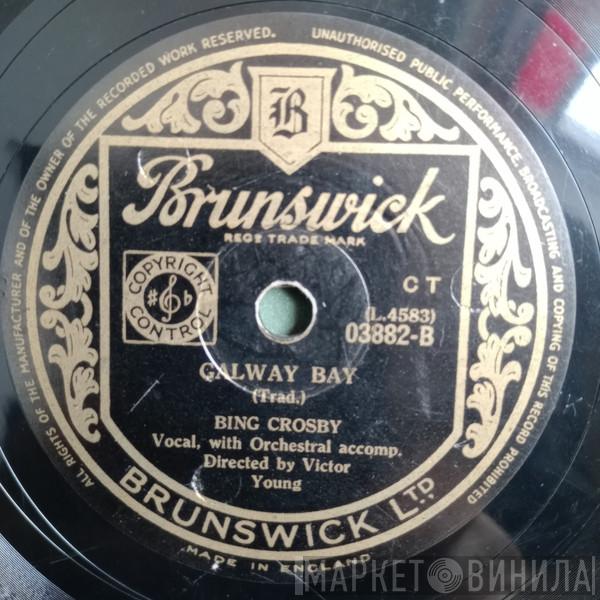 ALL RIGHTS OF THE MANUFACTURER AND OF THE OWNER OF THE RECORDED WORK RESERVED. UNAUTHORISED PUBLIC PERFORMANCE, BROADCASTING AND COPYING OF THIS RECORD PROHIBITED
B
Brunswick
REGD TRADE MARK
COPYRIGHT
CONTROL
CT
(L.4583)
03882-B
GALWAY BAY
(Trad.)
BING CROSBY
Vocal, with Orchestral accomp.
Directed by Victor
Young
BRUNSWICK LTD.
MADE IN ENGLAND
МАРКЕТ ВИНИЛА